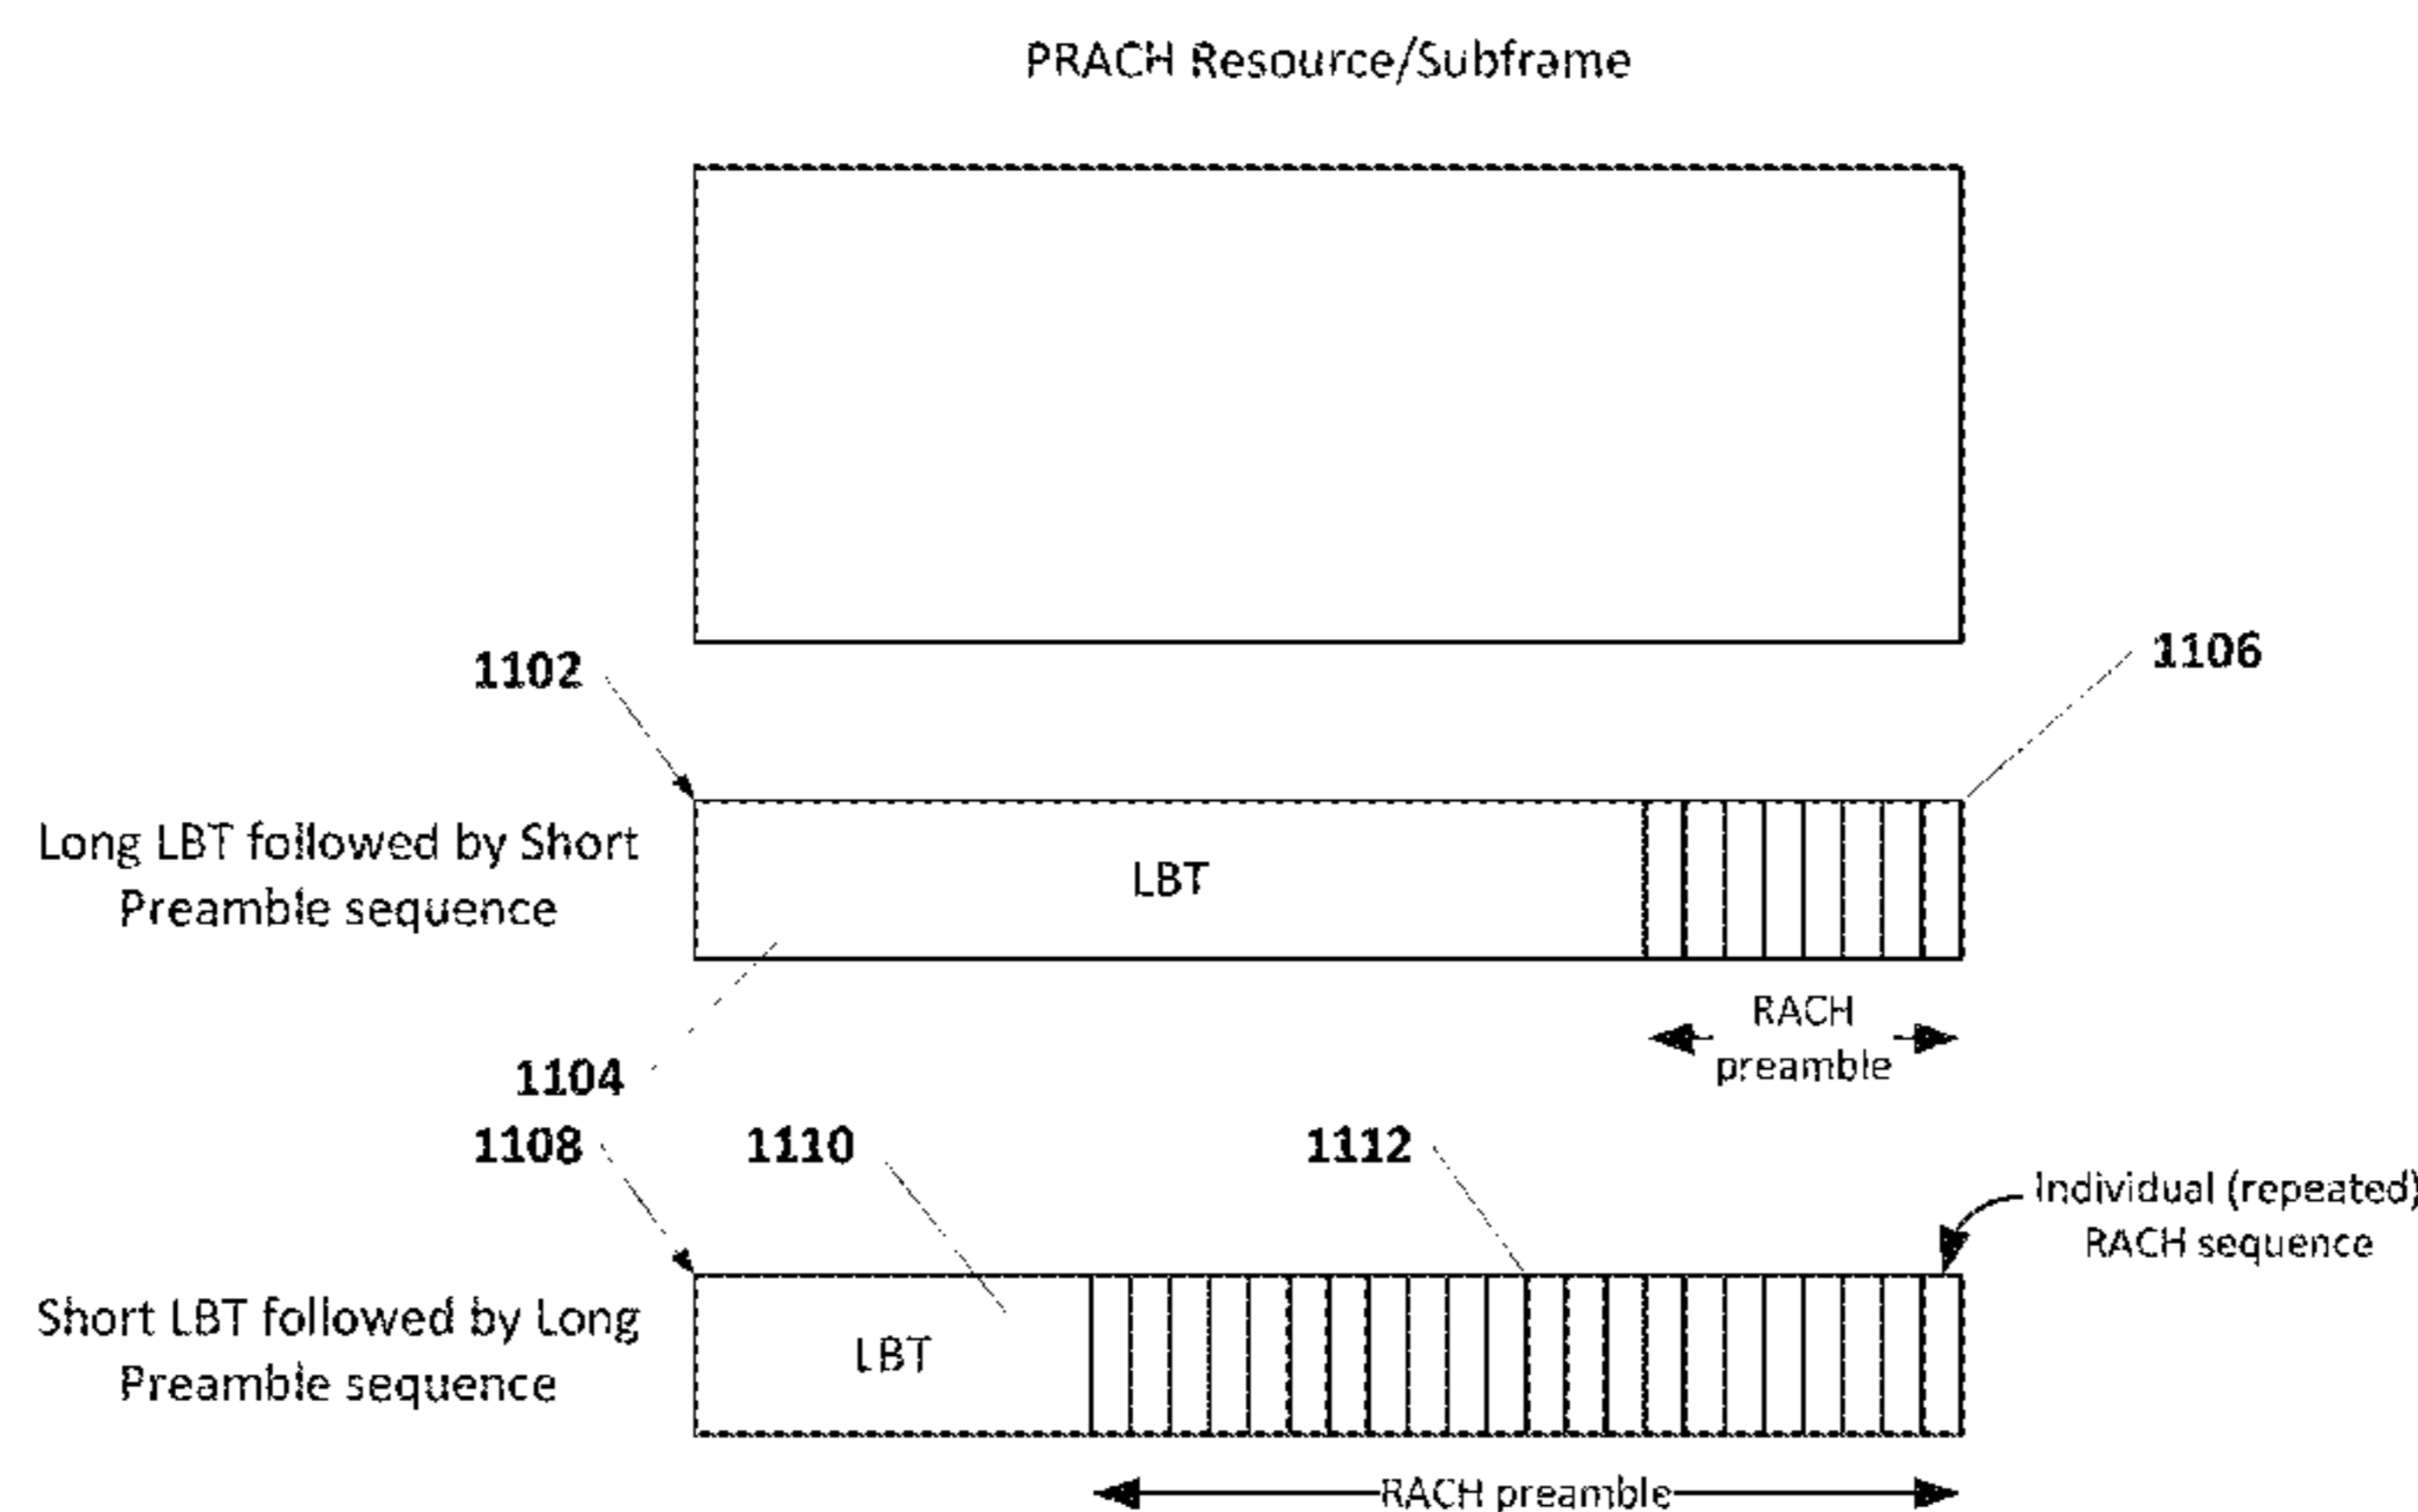 PRACH Resource/Subframe
1102
1106
Long LBT followed by Short
Preamble sequence
LBT
RACH
preamble
1104
1108
1110
1112
Individual (repeated)
RACH sequence
Short LBT followed by Long
Preamble sequence
LBT
RACH preamble